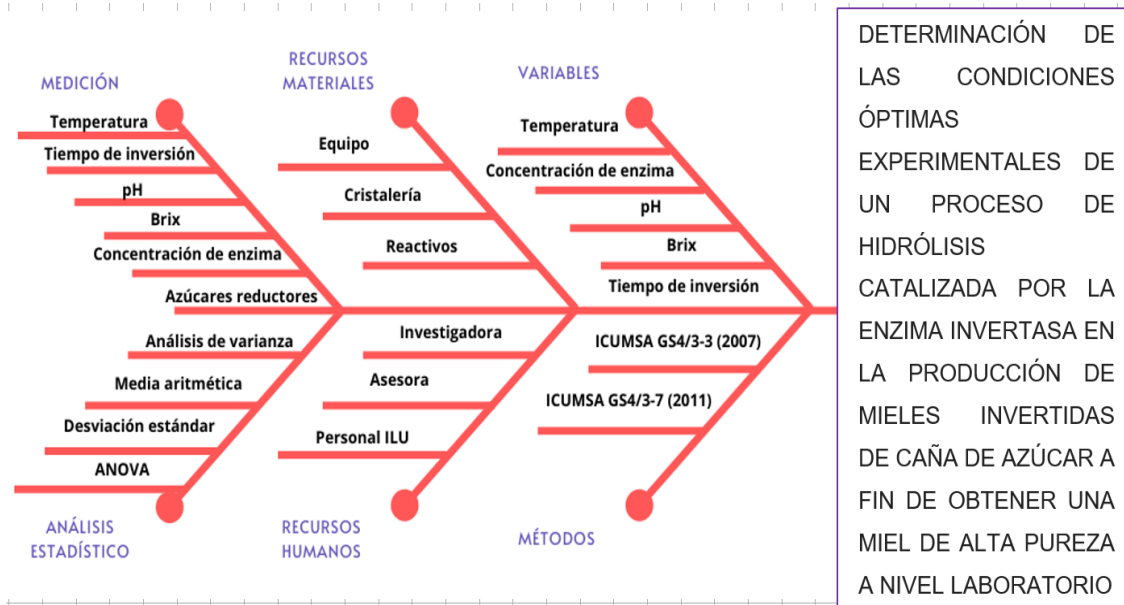 MEDICIÓN
Temperatura
Tiempo de inversión
pH
Brix
Concentración de enzima
Azúcares reductores
RECURSOS
MATERIALES
Equipo
Cristalería
Reactivos
VARIABLES
Temperatura
Concentración de enzima
pH
Brix
Tiempo de inversión
Análisis de varianza
Media aritmética
Desviación estándar
ANOVA
ANÁLISIS
ESTADÍSTICO
Investigadora
Asesora
Personal ILU
RECURSOS
HUMANOS
ICUMSA GS4/3-3 (2007)
ICUMSA GS4/3-7 (2011)
MÉTODOS
DETERMINACIÓN DE
LAS CONDICIONES
ÓPTIMAS
EXPERIMENTALES DE
UN PROCESO DE
HIDRÓLISIS
CATALIZADA POR LA
ENZIMA INVERTASA EN
LA PRODUCCIÓN DE
MIELES INVERTIDAS
DE CAÑA DE AZÚCAR A
FIN DE OBTENER UNA
MIEL DE ALTA PUREZA
A NIVEL LABORATORIO